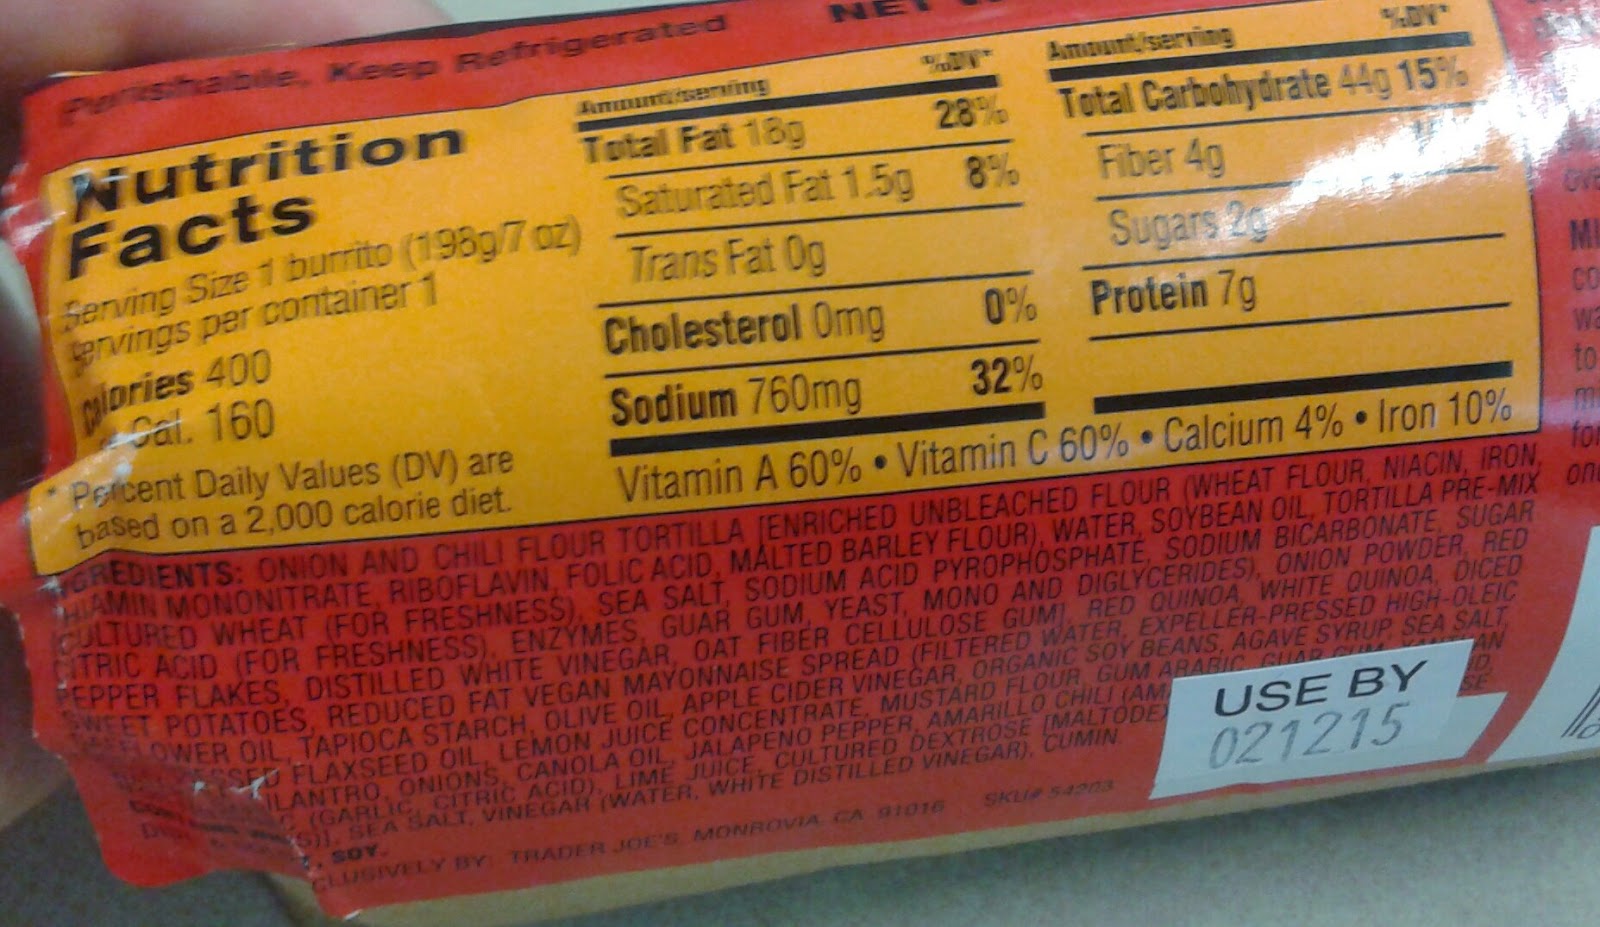 Perishable, Keep Refrigerated
NET
Nutrition
Facts
Serving Size 1 burrito (198g/7 oz)
servings per container 1
Calories 400
Cal. 160
* Percent Daily Values (DV) are
based on a 2,000 calorie diet.
Amount/serving %DV*
Total Fat 18g 28%
Saturated Fat 1.5g 8%
Trans Fat 0g
Cholesterol 0mg 0%
Sodium 760mg 32%
Amount/serving %DV*
Total Carbohydrate 44g 15%
Fiber 4g
Sugars 2g
Protein 7g
Vitamin A 60% • Vitamin C 60% • Calcium 4% • Iron 10%
INGREDIENTS: ONION AND CHILI FLOUR TORTILLA [ENRICHED UNBLEACHED FLOUR (WHEAT FLOUR, NIACIN, IRON,
THIAMIN MONONITRATE, RIBOFLAVIN, FOLIC ACID, MALTED BARLEY FLOUR), WATER, SOYBEAN OIL, TORTILLA PRE-MIX
(CULTURED WHEAT (FOR FRESHNESS), SEA SALT, SODIUM ACID PYROPHOSPHATE, SODIUM BICARBONATE, SUGAR
CITRIC ACID (FOR FRESHNESS), ENZYMES, GUAR GUM, YEAST, MONO AND DIGLYCERIDES), ONION POWDER, RED
PEPPER FLAKES, DISTILLED WHITE VINEGAR, OAT FIBER CELLULOSE GUM], RED QUINOA, WHITE QUINOA, DICED
SWEET POTATOES, REDUCED FAT VEGAN MAYONNAISE SPREAD (FILTERED WATER, EXPELLER-PRESSED HIGH-OLEIC
OIL, TAPIOCA STARCH, OLIVE OIL, APPLE CIDER VINEGAR, ORGANIC SOY BEANS, AGAVE SYRUP, SEA SALT,
FLAXSEED OIL, LEMON JUICE CONCENTRATE, MUSTARD FLOUR, GUM ARABIC, GUAR GUM,
CILANTRO, ONIONS, CANOLA OIL, JALAPENO PEPPER, AMARILLO CHILI
(GARLIC, CITRIC ACID), LIME JUICE, CULTURED DEXTROSE
SEA SALT, VINEGAR (WATER, WHITE DISTILLED VINEGAR), CUMIN.
SOY.
BY: TRADER JOE'S MONROVIA, CA 91016 SKU# 54203
USE BY
021215